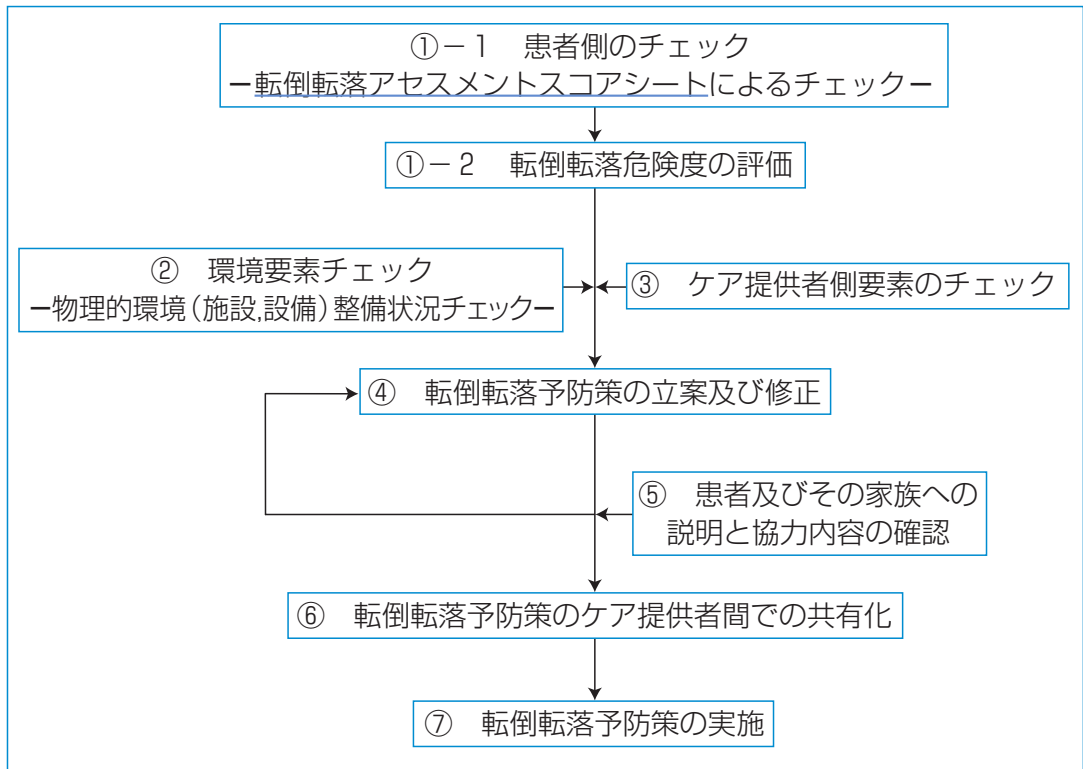 ①－1　患者側のチェック
ー転倒転落アセスメントスコアシートによるチェックー
①－2　転倒転落危険度の評価
②　環境要素チェック
ー物理的環境（施設,設備）整備状況チェックー
③　ケア提供者側要素のチェック
④　転倒転落予防策の立案及び修正
⑤　患者及びその家族への
説明と協力内容の確認
⑥　転倒転落予防策のケア提供者間での共有化
⑦　転倒転落予防策の実施